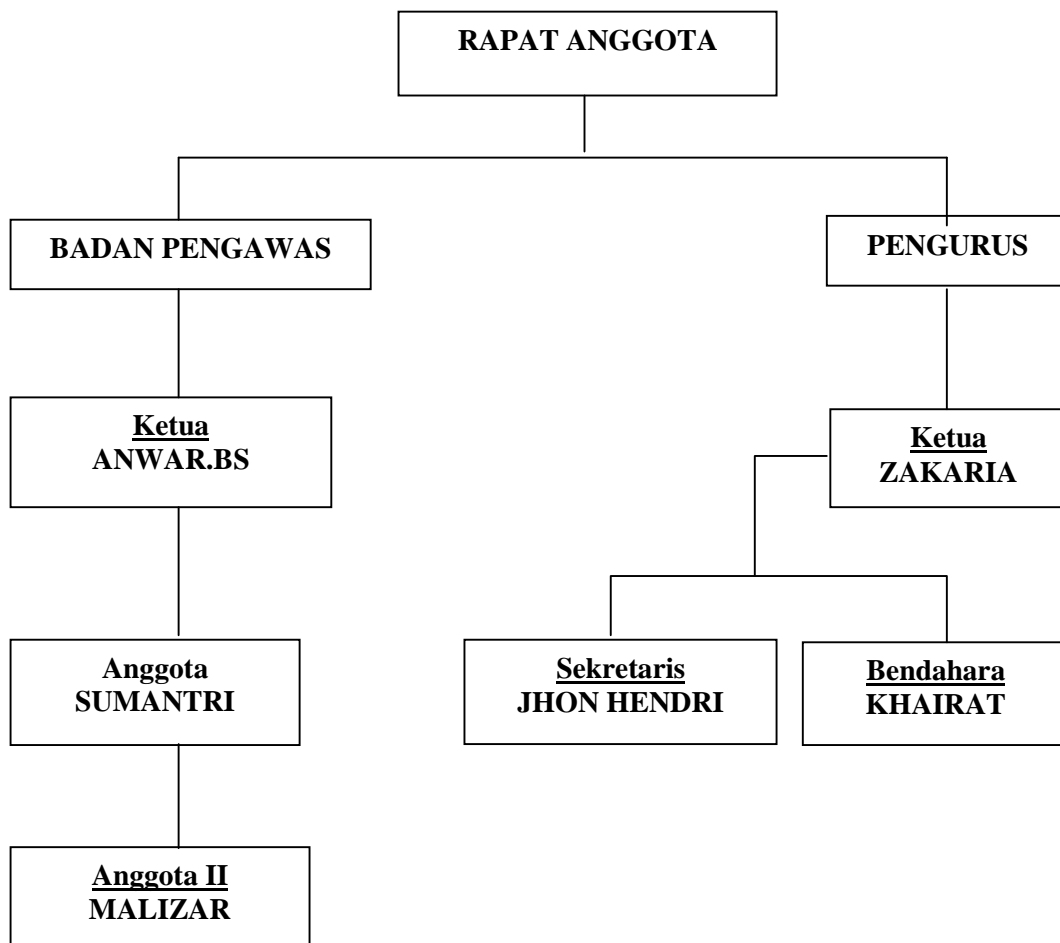 RAPAT ANGGOTA
BADAN PENGAWAS
PENGURUS
Ketua
ANWAR.BS
Ketua
ZAKARIA
Anggota
SUMANTRI
Sekretaris
JHON HENDRI
Bendahara
KHAIRAT
Anggota II
MALIZAR